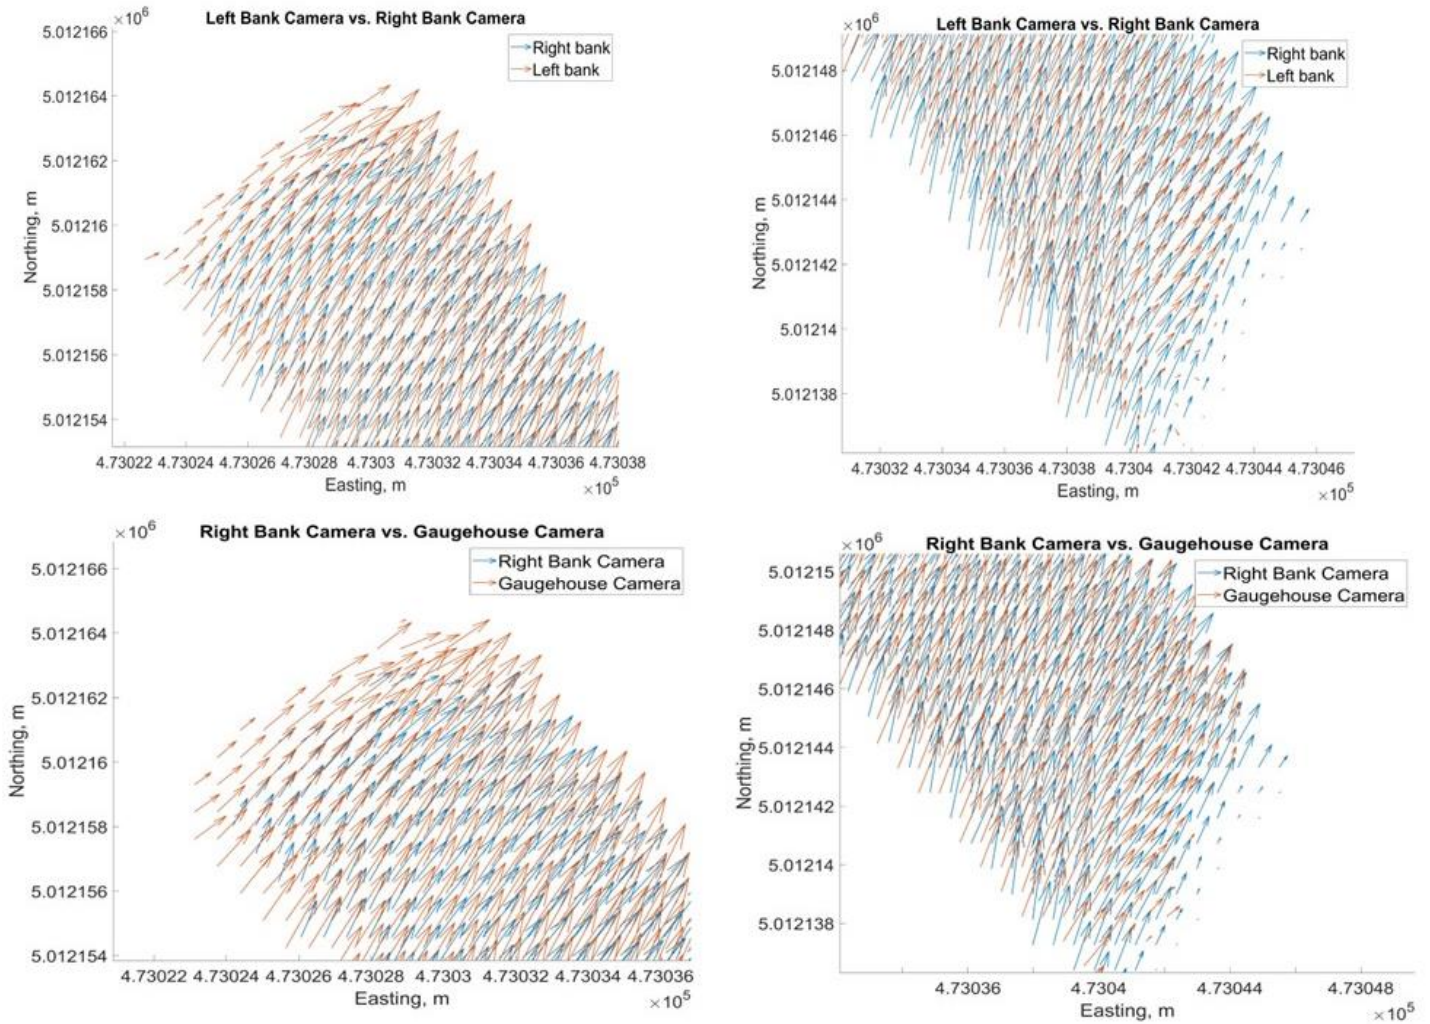 Left Bank Camera vs. Right Bank Camera
×10⁶
Right bank
Left bank
5.012166
5.012164
5.012162
5.01216
5.012158
5.012156
5.012154
Northing, m
4.73022 4.73024 4.73026 4.73028 4.7303 4.73032 4.73034 4.73036 4.73038
Easting, m
×10⁵
Left Bank Camera vs. Right Bank Camera
×10⁶
Right bank
Left bank
5.012148
5.012146
5.012144
5.012142
5.01214
5.012138
Northing, m
4.73032 4.73034 4.73036 4.73038 4.7304 4.73042 4.73044 4.73046
Easting, m
×10⁵
Right Bank Camera vs. Gaugehouse Camera
×10⁶
Right Bank Camera
Gaugehouse Camera
5.012166
5.012164
5.012162
5.01216
5.012158
5.012156
5.012154
Northing, m
4.73022 4.73024 4.73026 4.73028 4.7303 4.73032 4.73034 4.73036
Easting, m
×10⁵
Right Bank Camera vs. Gaugehouse Camera
×10⁶
Right Bank Camera
Gaugehouse Camera
5.01215
5.012148
5.012146
5.012144
5.012142
5.01214
5.012138
Northing, m
4.73036 4.7304 4.73044 4.73048
Easting, m
×10⁵